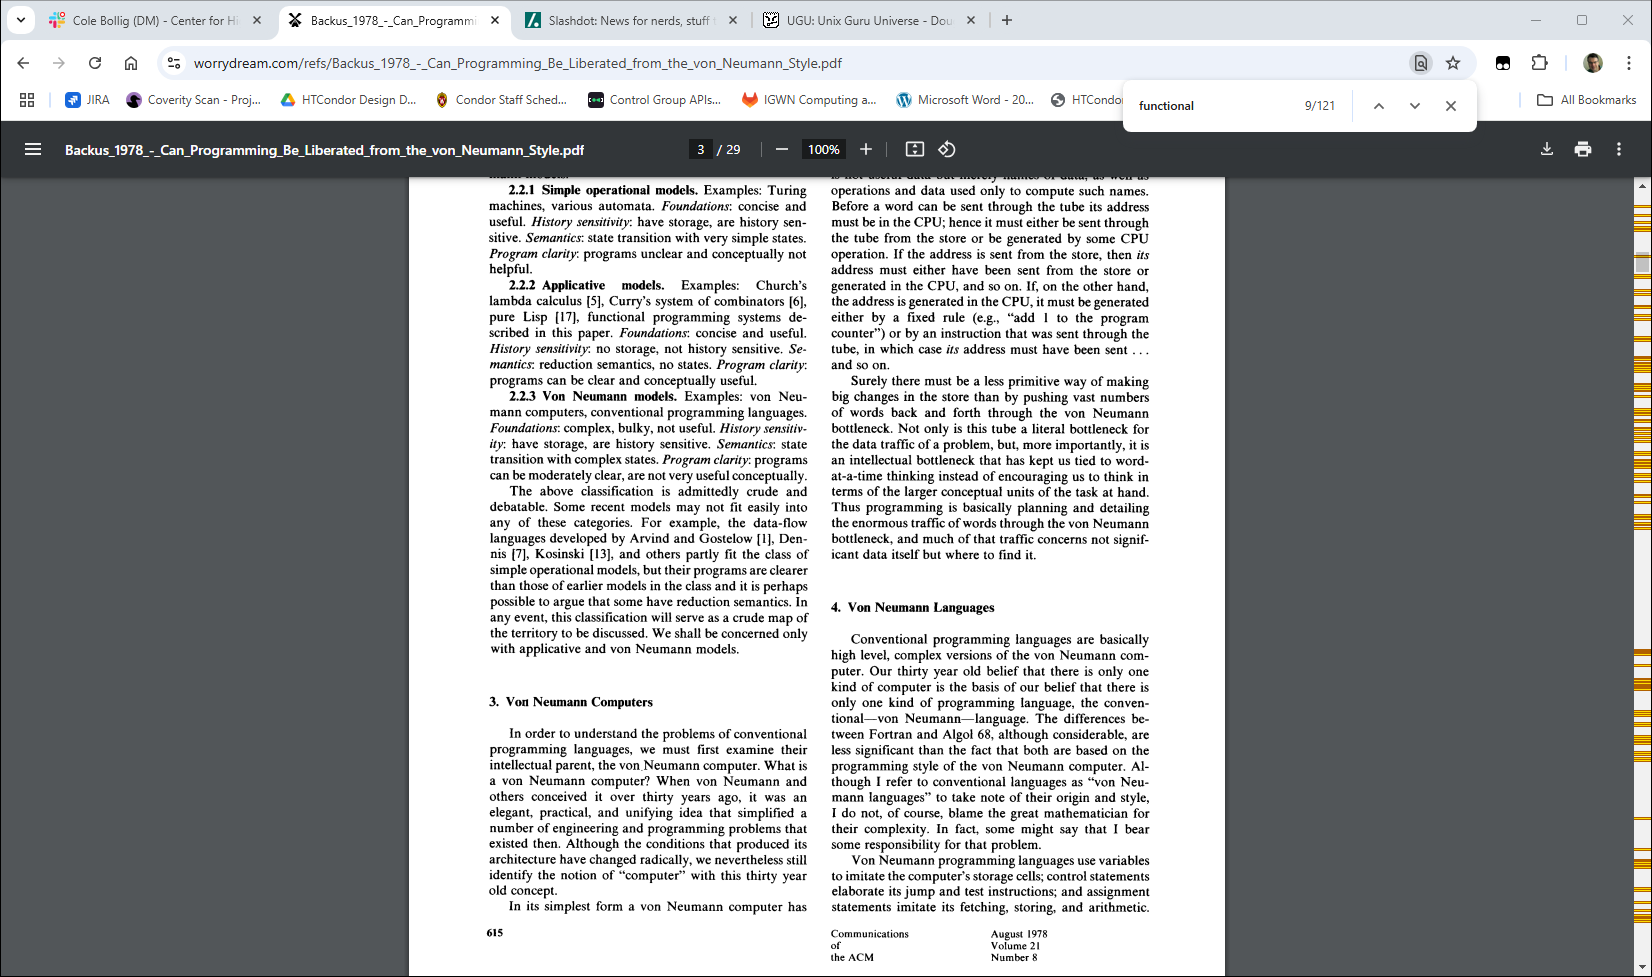 Cole Bollig (DM) - Center for Hi
Backus_1978_-_Can_Programmi
Slashdot: News for nerds, stuff t
UGU: Unix Guru Universe - Dou
worrydream.com/refs/Backus_1978_-_Can_Programming_Be_Liberated_from_the_von_Neumann_Style.pdf
JIRA
Coverity Scan - Proj...
HTCondor Design D...
Condor Staff Sched...
Control Group APIs...
IGWN Computing a...
Microsoft Word - 20...
HTCondo
All Bookmarks
functional
9/121
Backus_1978_-_Can_Programming_Be_Liberated_from_the_von_Neumann_Style.pdf
3 / 29
100%
2.2.1 Simple operational models. Examples: Turing
machines, various automata. Foundations: concise and
useful. History sensitivity: have storage, are history sen-
sitive. Semantics: state transition with very simple states.
Program clarity: programs unclear and conceptually not
helpful.
2.2.2 Applicative models. Examples: Church's
lambda calculus [5], Curry's system of combinators [6],
pure Lisp [17], functional programming systems de-
scribed in this paper. Foundations: concise and useful.
History sensitivity: no storage, not history sensitive. Se-
mantics: reduction semantics, no states. Program clarity:
programs can be clear and conceptually useful.
2.2.3 Von Neumann models. Examples: von Neu-
mann computers, conventional programming languages.
Foundations: complex, bulky, not useful. History sensitiv-
ity: have storage, are history sensitive. Semantics: state
transition with complex states. Program clarity: programs
can be moderately clear, are not very useful conceptually.
The above classification is admittedly crude and
debatable. Some recent models may not fit easily into
any of these categories. For example, the data-flow
languages developed by Arvind and Gostelow [1], Den-
nis [7], Kosinski [13], and others partly fit the class of
simple operational models, but their programs are clearer
than those of earlier models in the class and it is perhaps
possible to argue that some have reduction semantics. In
any event, this classification will serve as a crude map of
the territory to be discussed. We shall be concerned only
with applicative and von Neumann models.
3. Von Neumann Computers
In order to understand the problems of conventional
programming languages, we must first examine their
intellectual parent, the von Neumann computer. What is
a von Neumann computer? When von Neumann and
others conceived it over thirty years ago, it was an
elegant, practical, and unifying idea that simplified a
number of engineering and programming problems that
existed then. Although the conditions that produced its
architecture have changed radically, we nevertheless still
identify the notion of "computer" with this thirty year
old concept.
In its simplest form a von Neumann computer has
is not useful data but merely names of data, as well as
operations and data used only to compute such names.
Before a word can be sent through the tube its address
must be in the CPU; hence it must either be sent through
the tube from the store or be generated by some CPU
operation. If the address is sent from the store, then its
address must either have been sent from the store or
generated in the CPU, and so on. If, on the other hand,
the address is generated in the CPU, it must be generated
either by a fixed rule (e.g., "add 1 to the program
counter") or by an instruction that was sent through the
tube, in which case its address must have been sent ...
and so on.
Surely there must be a less primitive way of making
big changes in the store than by pushing vast numbers
of words back and forth through the von Neumann
bottleneck. Not only is this tube a literal bottleneck for
the data traffic of a problem, but, more importantly, it is
an intellectual bottleneck that has kept us tied to word-
at-a-time thinking instead of encouraging us to think in
terms of the larger conceptual units of the task at hand.
Thus programming is basically planning and detailing
the enormous traffic of words through the von Neumann
bottleneck, and much of that traffic concerns not signif-
icant data itself but where to find it.
4. Von Neumann Languages
Conventional programming languages are basically
high level, complex versions of the von Neumann com-
puter. Our thirty year old belief that there is only one
kind of computer is the basis of our belief that there is
only one kind of programming language, the conven-
tional—von Neumann—language. The differences be-
tween Fortran and Algol 68, although considerable, are
less significant than the fact that both are based on the
programming style of the von Neumann computer. Al-
though I refer to conventional languages as "von Neu-
mann languages" to take note of their origin and style,
I do not, of course, blame the great mathematician for
their complexity. In fact, some might say that I bear
some responsibility for that problem.
Von Neumann programming languages use variables
to imitate the computer's storage cells; control statements
elaborate its jump and test instructions; and assignment
statements imitate its fetching, storing, and arithmetic.
615
Communications
of
the ACM
August 1978
Volume 21
Number 8